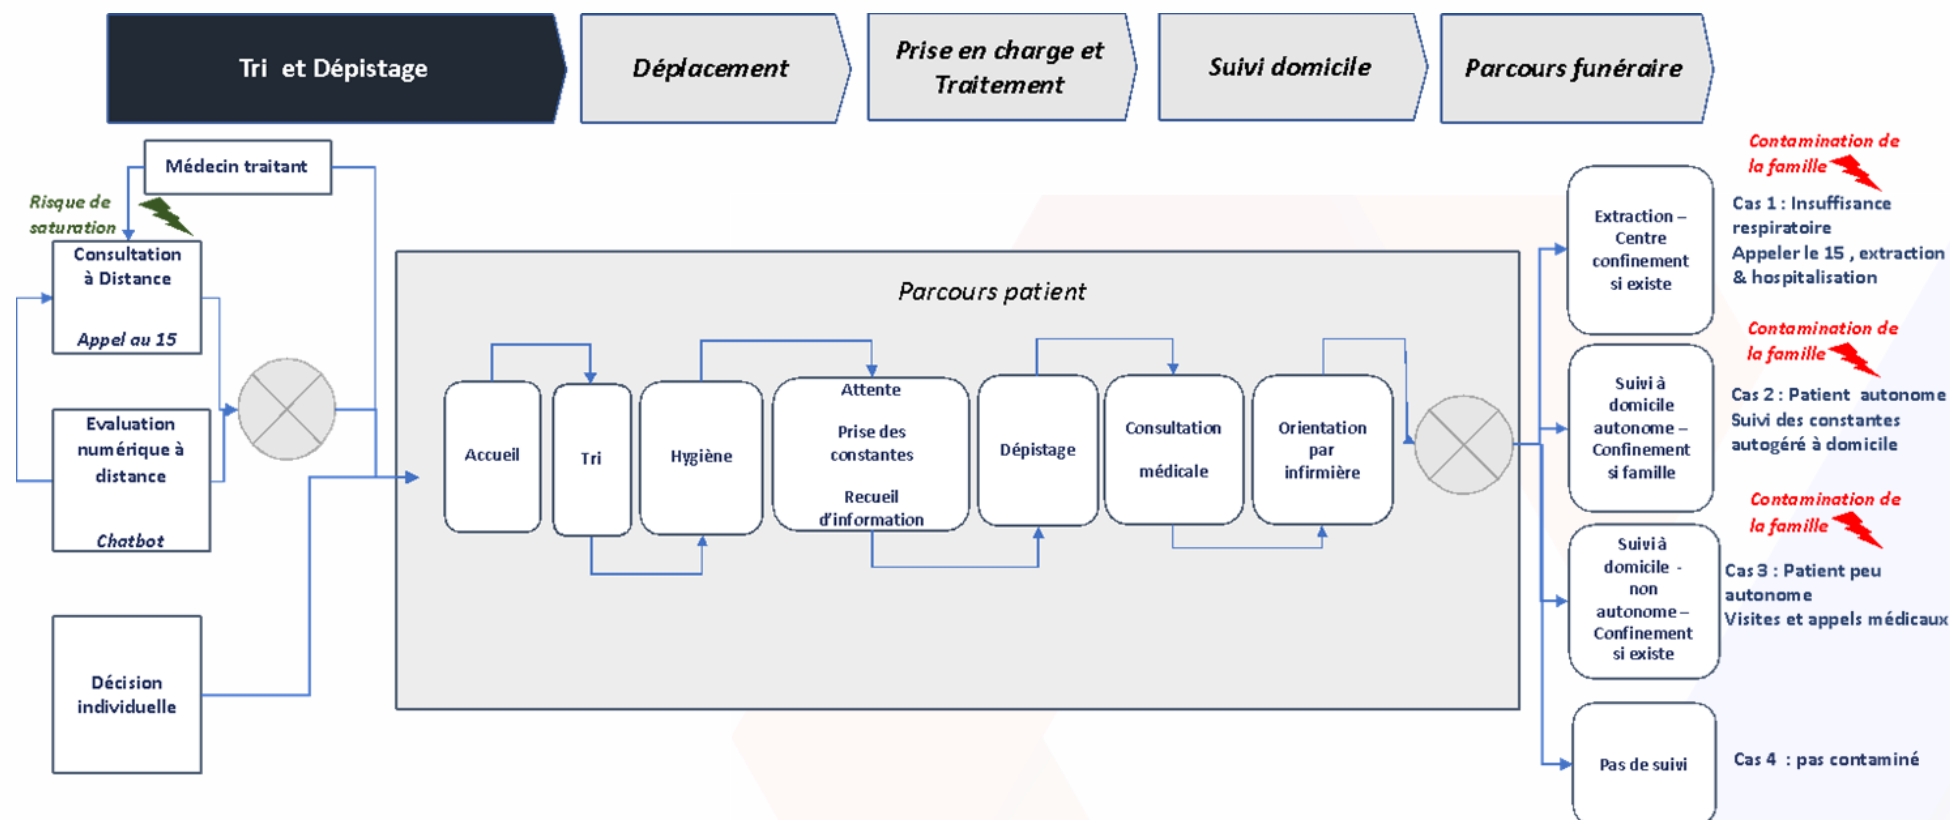 Tri et Dépistage
Déplacement
Prise en charge et
Traitement
Suivi domicile
Parcours funéraire
Médecin traitant
Risque de
saturation
Consultation
à Distance
Appel au 15
Evaluation
numérique à
distance
Chatbot
Décision
individuelle
Parcours patient
Accueil
Tri
Hygiène
Attente
Prise des
constantes
Recueil
d'information
Dépistage
Consultation
médicale
Orientation
par
infirmière
Extraction –
Centre
confinement
si existe
Contamination de
la famille
Cas 1 : Insuffisance
respiratoire
Appeler le 15 , extraction
& hospitalisation
Suivi à
domicile
autonome –
Confinement
si famille
Contamination de
la famille
Cas 2 : Patient autonome
Suivi des constantes
autogéré à domicile
Suivi à
domicile -
non
autonome –
Confinement
si existe
Contamination de
la famille
Cas 3 : Patient peu
autonome
Visites et appels médicaux
Pas de suivi
Cas 4 : pas contaminé